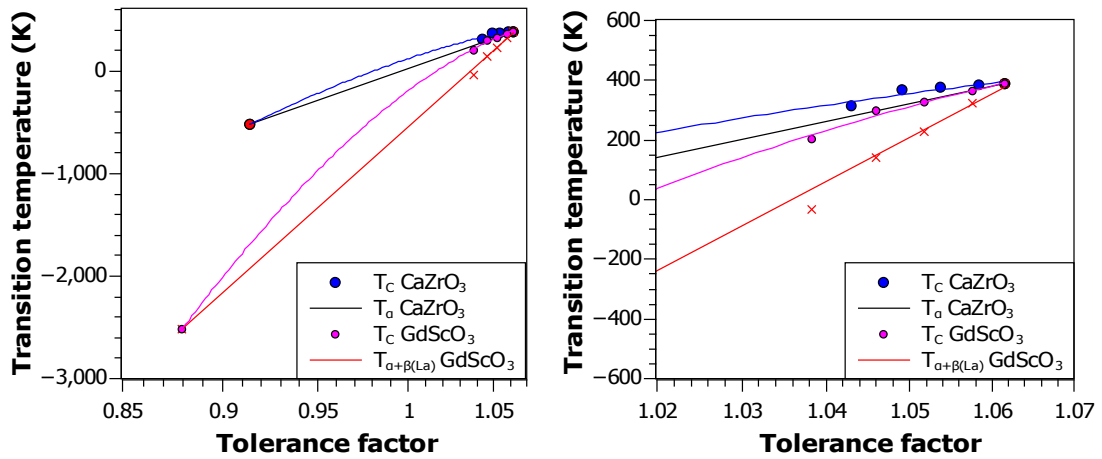 Transition temperature (K)
0
−1,000
−2,000
−3,000
0.85
0.9
0.95
1
1.05
Tolerance factor
T_C CaZrO₃
T_α CaZrO₃
T_C GdScO₃
T_α+β(La) GdScO₃
Transition temperature (K)
600
400
200
0
−200
−400
−600
1.02
1.03
1.04
1.05
1.06
1.07
Tolerance factor
T_C CaZrO₃
T_α CaZrO₃
T_C GdScO₃
T_α+β(La) GdScO₃